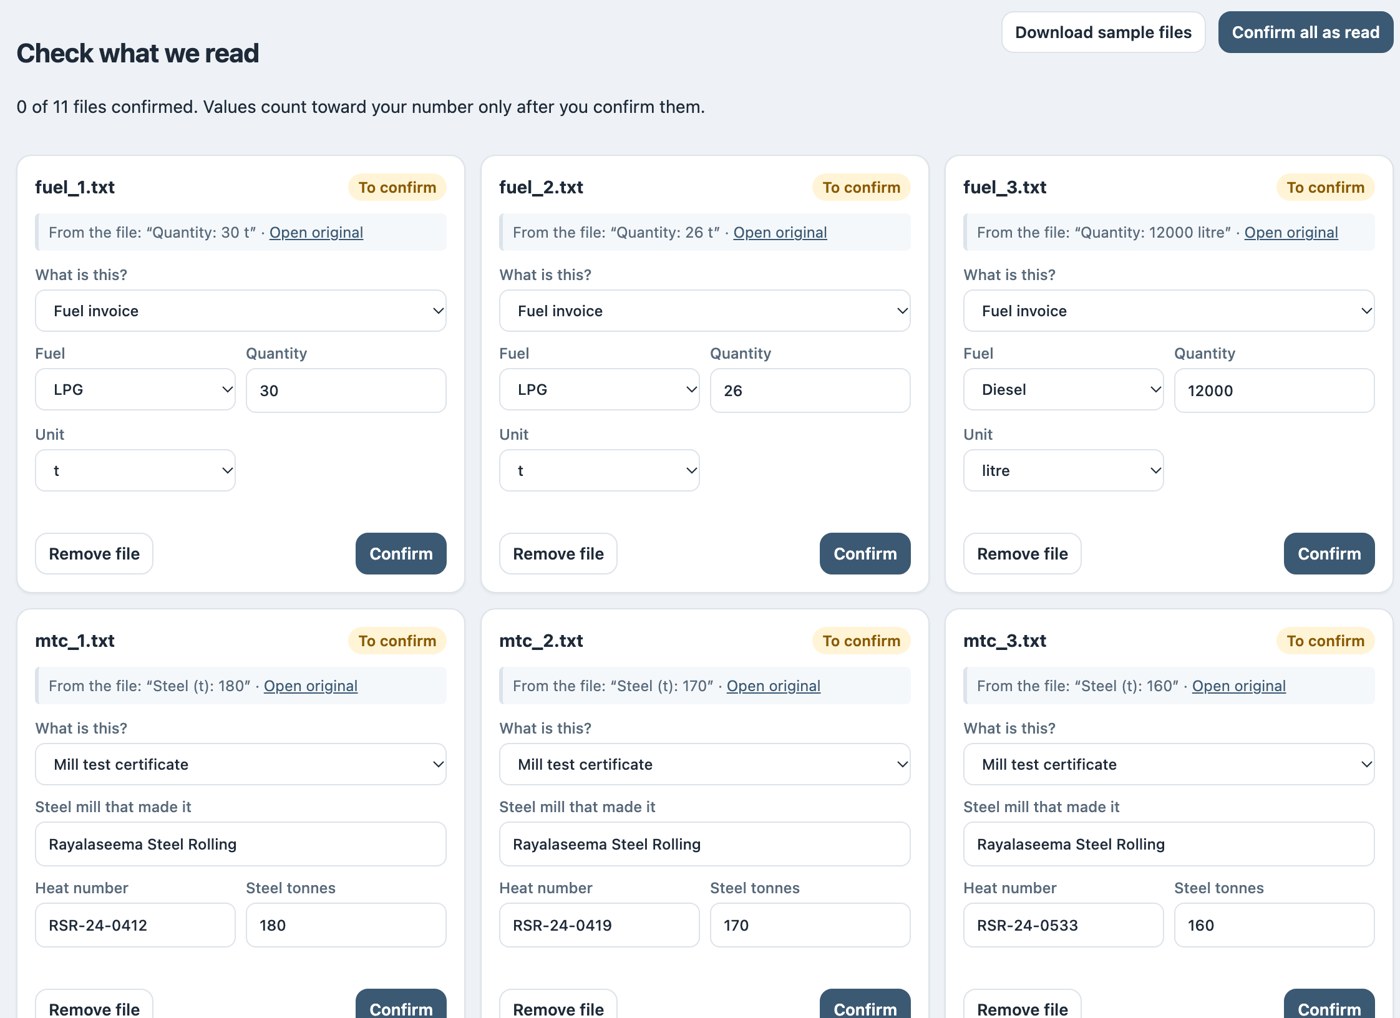 Download sample files
Confirm all as read
Check what we read
0 of 11 files confirmed. Values count toward your number only after you confirm them.
fuel_1.txt
To confirm
From the file: “Quantity: 30 t” · Open original
What is this?
Fuel invoice
Fuel
Quantity
LPG
30
Unit
t
Remove file
Confirm
fuel_2.txt
To confirm
From the file: “Quantity: 26 t” · Open original
What is this?
Fuel invoice
Fuel
Quantity
LPG
26
Unit
t
Remove file
Confirm
fuel_3.txt
To confirm
From the file: “Quantity: 12000 litre” · Open original
What is this?
Fuel invoice
Fuel
Quantity
Diesel
12000
Unit
litre
Remove file
Confirm
mtc_1.txt
To confirm
From the file: “Steel (t): 180” · Open original
What is this?
Mill test certificate
Steel mill that made it
Rayalaseema Steel Rolling
Heat number
Steel tonnes
RSR-24-0412
180
Remove file
Confirm
mtc_2.txt
To confirm
From the file: “Steel (t): 170” · Open original
What is this?
Mill test certificate
Steel mill that made it
Rayalaseema Steel Rolling
Heat number
Steel tonnes
RSR-24-0419
170
Remove file
Confirm
mtc_3.txt
To confirm
From the file: “Steel (t): 160” · Open original
What is this?
Mill test certificate
Steel mill that made it
Rayalaseema Steel Rolling
Heat number
Steel tonnes
RSR-24-0533
160
Remove file
Confirm